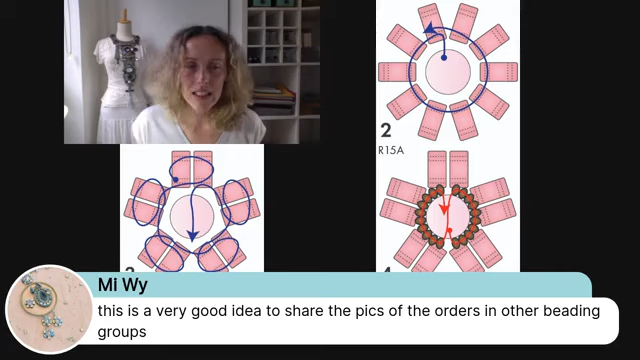 2
R15A
Mi Wy
this is a very good idea to share the pics of the orders in other beading
groups